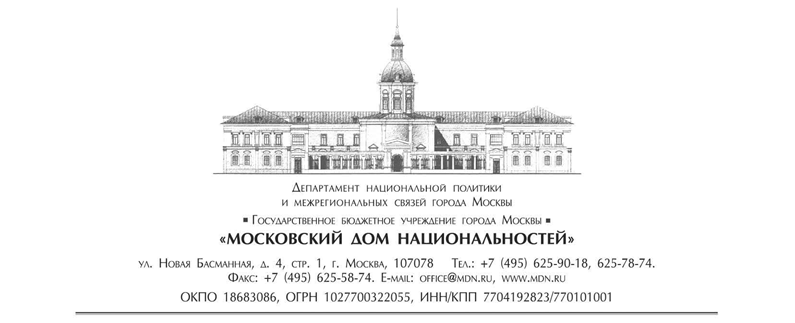 Департамент национальной политики
и межрегиональных связей города Москвы
▪ Государственное бюджетное учреждение города Москвы ▪
«МОСКОВСКИЙ ДОМ НАЦИОНАЛЬНОСТЕЙ»
ул. Новая Басманная, д. 4, стр. 1, г. Москва, 107078 Тел.: +7 (495) 625-90-18, 625-78-74.
Факс: +7 (495) 625-58-74. E-mail: office@mdn.ru, www.mdn.ru
ОКПО 18683086, ОГРН 1027700322055, ИНН/КПП 7704192823/770101001